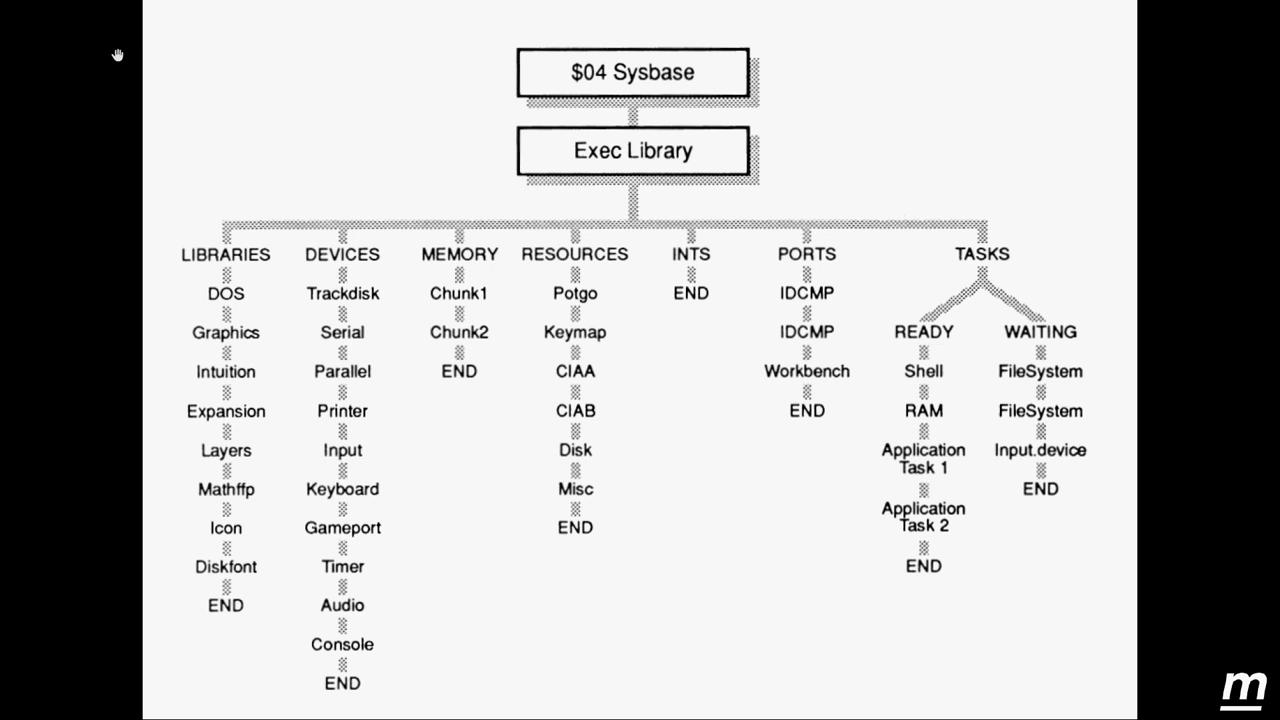 $04 Sysbase
Exec Library
LIBRARIES
DOS
Graphics
Intuition
Expansion
Layers
Mathffp
Icon
Diskfont
END
DEVICES
Trackdisk
Serial
Parallel
Printer
Input
Keyboard
Gameport
Timer
Audio
Console
END
MEMORY
Chunk1
Chunk2
END
RESOURCES
Potgo
Keymap
CIAA
CIAB
Disk
Misc
END
INTS
END
PORTS
IDCMP
IDCMP
Workbench
END
TASKS
READY
Shell
RAM
Application
Task 1
Application
Task 2
END
WAITING
FileSystem
FileSystem
Input.device
END
m